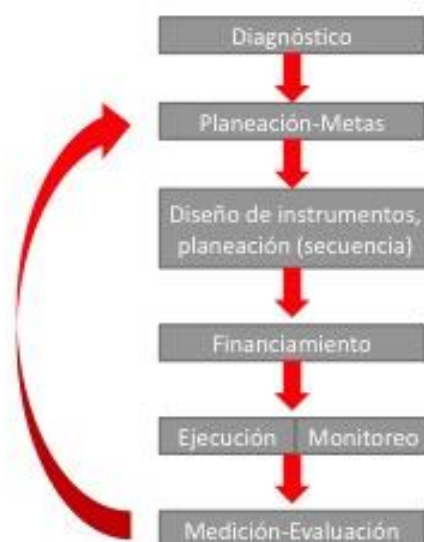 Diagnóstico
Planeación-Metas
Diseño de instrumentos,
planeación (secuencia)
Financiamiento
Ejecución Monitoreo
Medición-Evaluación